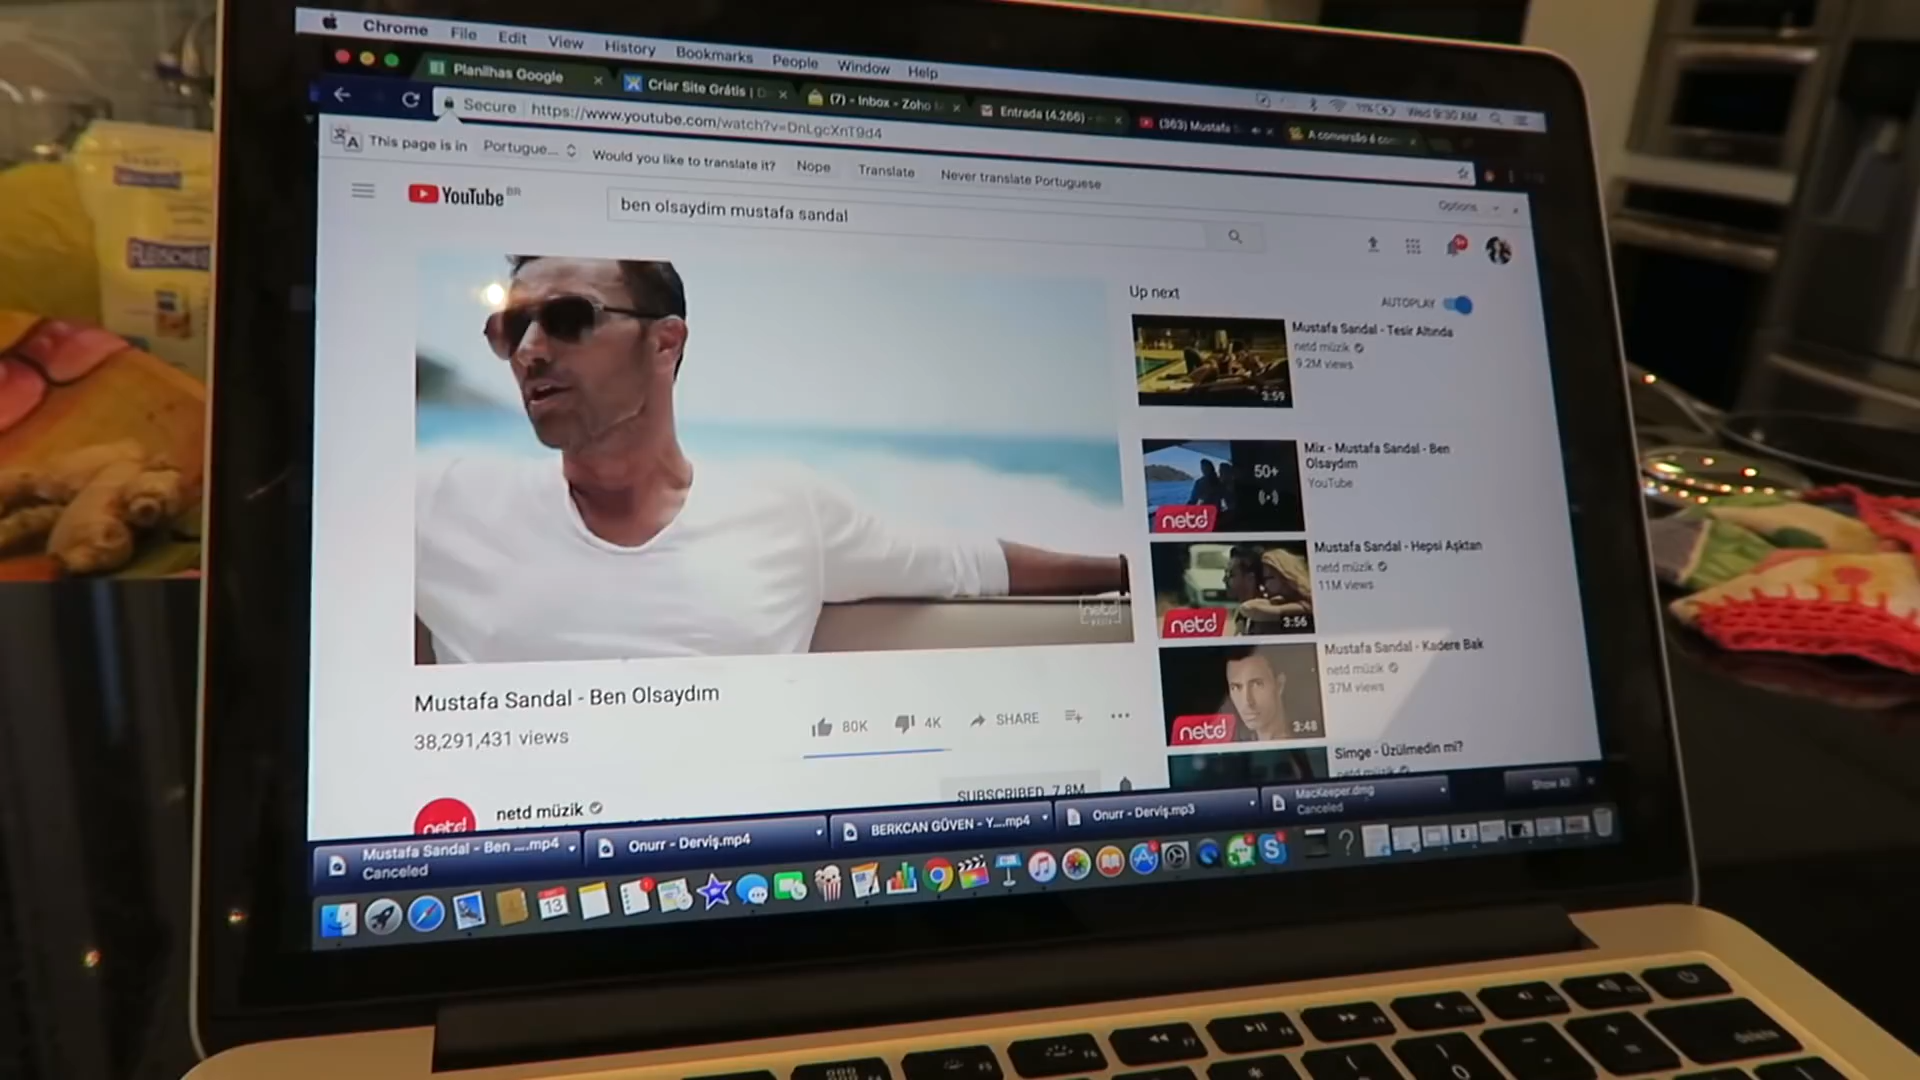 Chrome File Edit View History Bookmarks People Window Help
11% Wed 9:30 AM
Planilhas Google
Criar Site Grátis | D
(7) - Inbox - Zoho
Entrada (4.266) -
(363) Mustafa S
A conversão é co
Secure https://www.youtube.com/watch?v=DnLgcXnT9d4
This page is in Portugue... Would you like to translate it? Nope Translate Never translate Portuguese
Options
YouTube BR
ben olsaydim mustafa sandal
Up next
AUTOPLAY
Mustafa Sandal - Tesir Altında
netd müzik
9.2M views
3:59
Mix - Mustafa Sandal - Ben
Olsaydım
YouTube
50+
netd
Mustafa Sandal - Hepsi Aşktan
netd müzik
11M views
netd
3:56
Mustafa Sandal - Kadere Bak
netd müzik
37M views
netd
3:48
Simge - Üzülmedin mi?
netd müzik
netd
Mustafa Sandal - Ben Olsaydım
38,291,431 views
80K 4K SHARE
SUBSCRIBED 7.8M
netd
netd müzik
Mustafa Sandal - Ben ....mp4
Canceled
Onurr - Derviş.mp4
BERKCAN GÜVEN - Y....mp4
Onurr - Derviş.mp3
MacKeeper.dmg
Canceled
Show All
13
delete